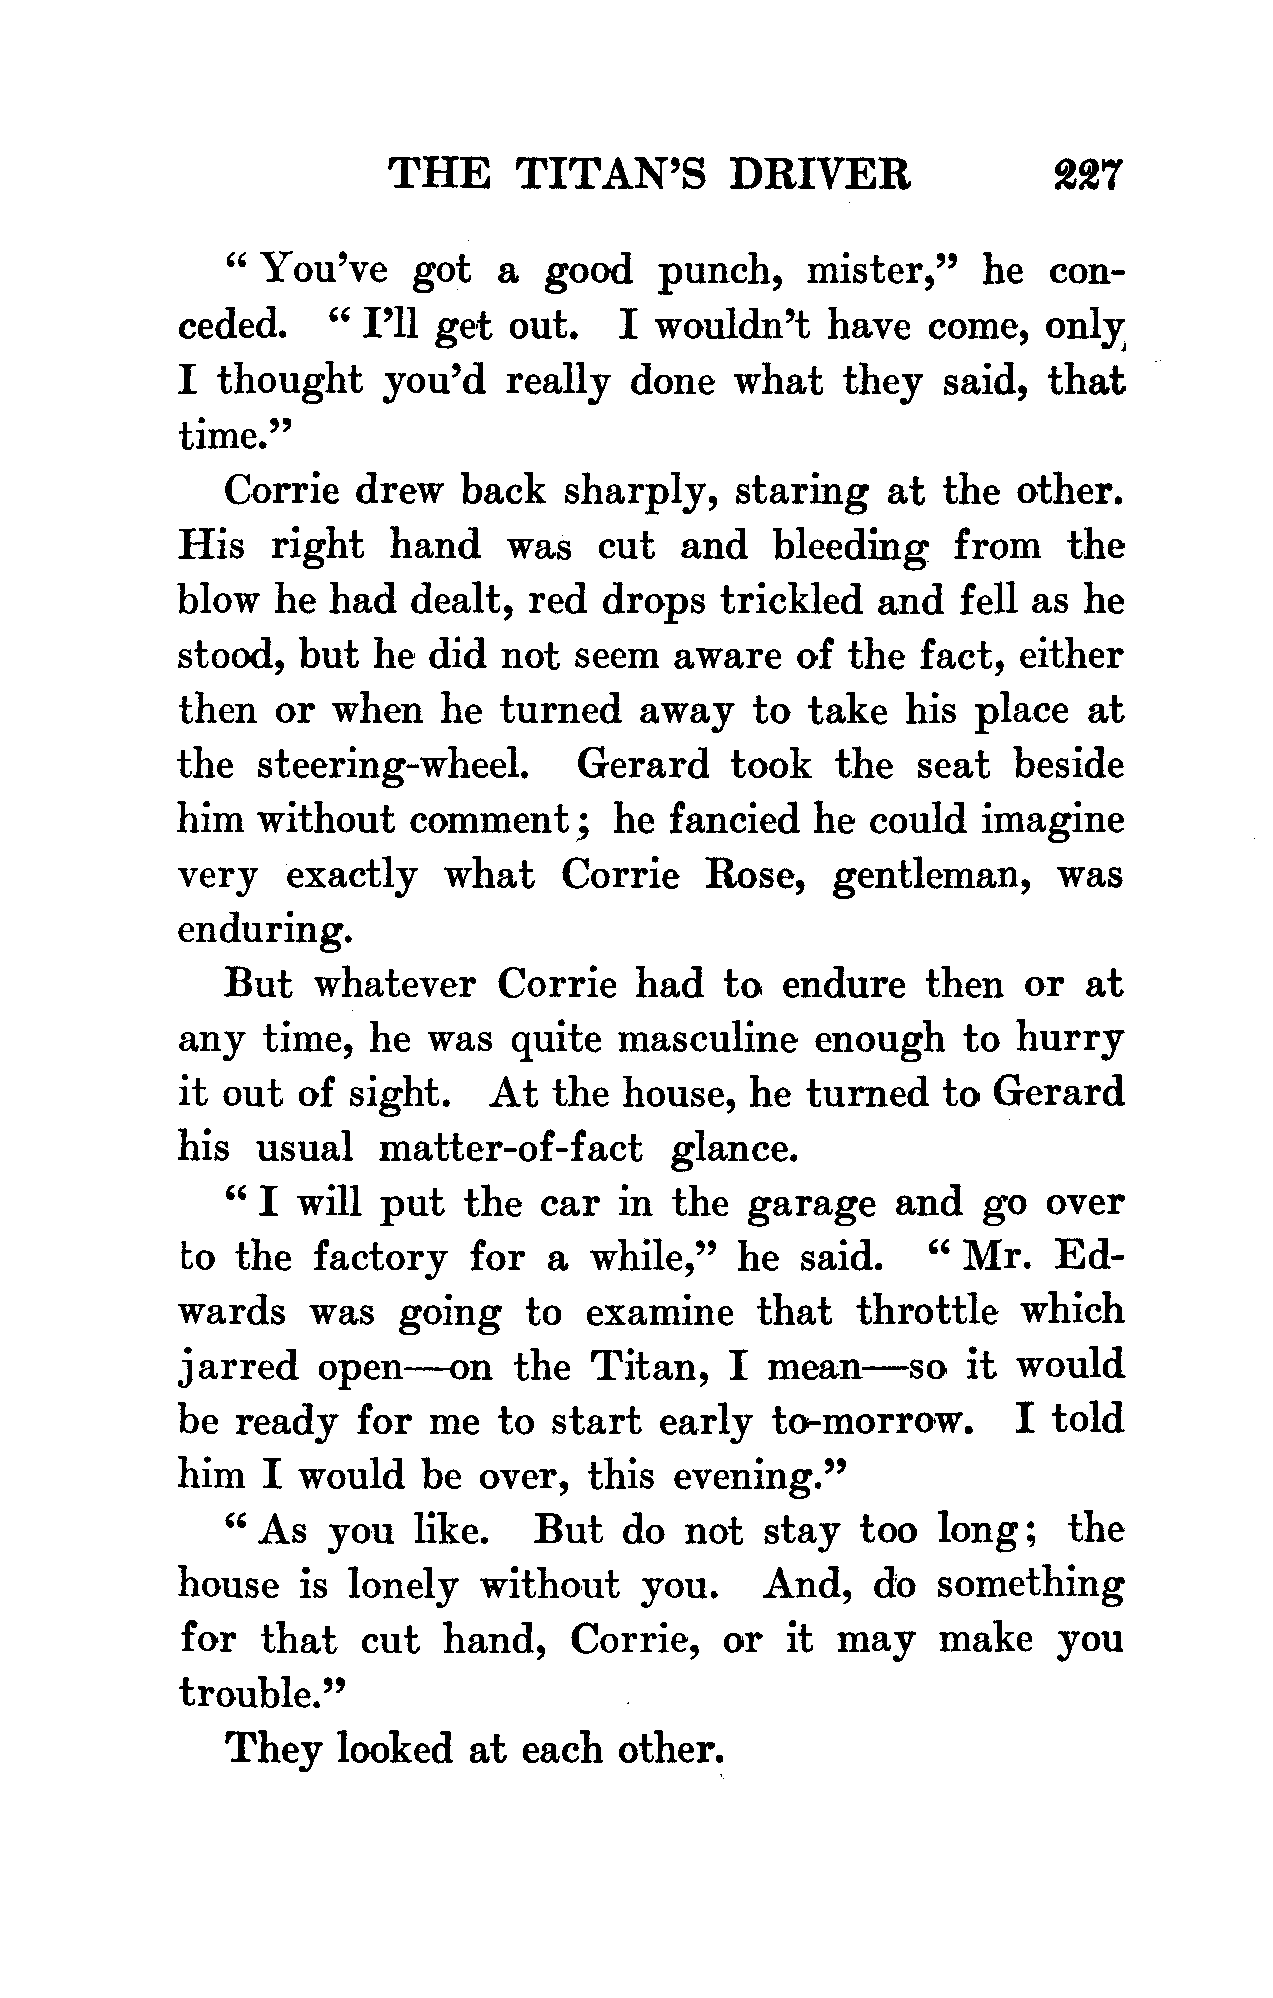 THE TITAN'S DRIVER 227
" You've got a good punch, mister," he con-
ceded. " I'll get out. I wouldn't have come, only
I thought you'd really done what they said, that
time."
Corrie drew back sharply, staring at the other.
His right hand was cut and bleeding from the
blow he had dealt, red drops trickled and fell as he
stood, but he did not seem aware of the fact, either
then or when he turned away to take his place at
the steering-wheel. Gerard took the seat beside
him without comment; he fancied he could imagine
very exactly what Corrie Rose, gentleman, was
enduring.
But whatever Corrie had to endure then or at
any time, he was quite masculine enough to hurry
it out of sight. At the house, he turned to Gerard
his usual matter-of-fact glance.
" I will put the car in the garage and go over
to the factory for a while," he said. " Mr. Ed-
wards was going to examine that throttle which
jarred open—on the Titan, I mean—so it would
be ready for me to start early to-morrow. I told
him I would be over, this evening."
" As you like. But do not stay too long; the
house is lonely without you. And, do something
for that cut hand, Corrie, or it may make you
trouble."
They looked at each other.